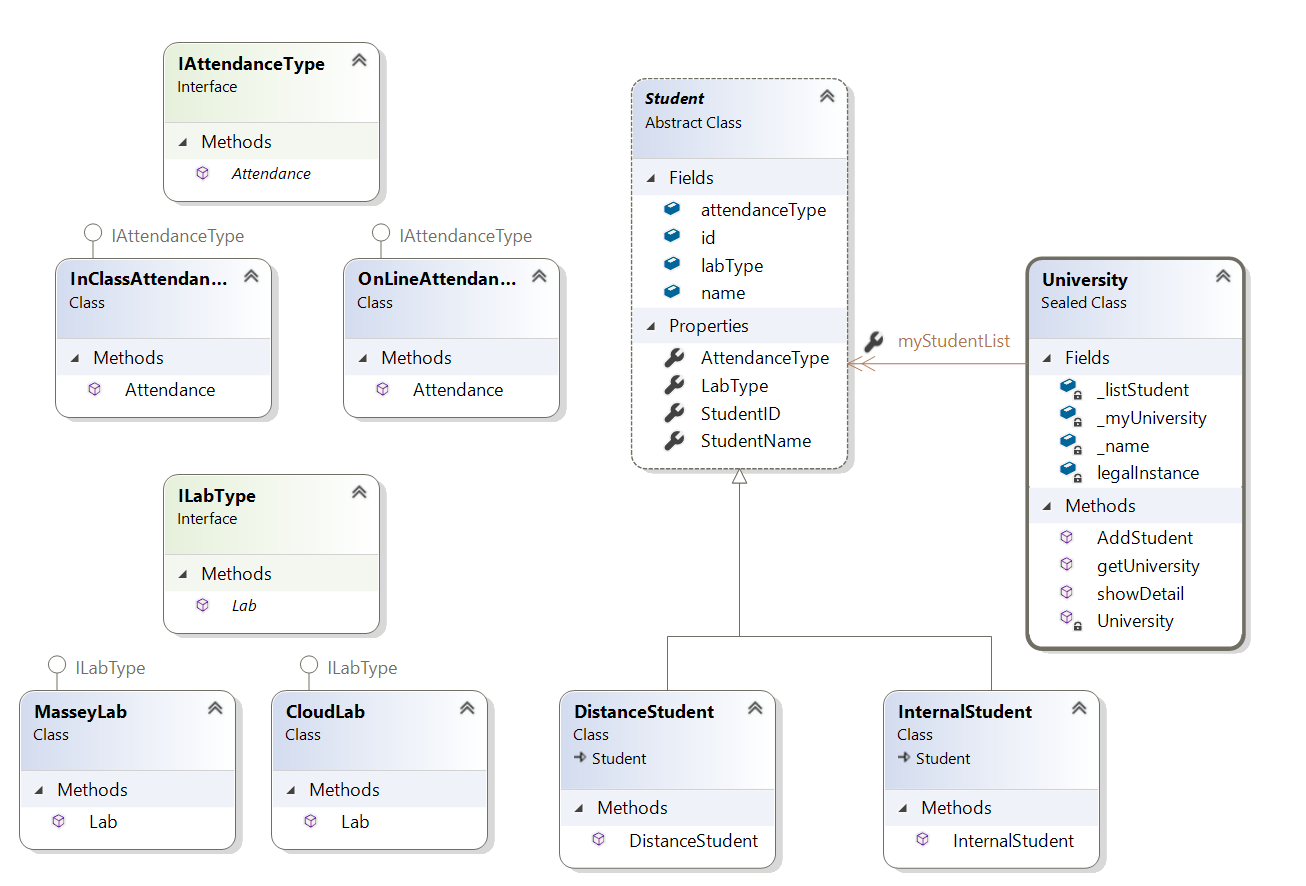 IAttendanceType
Interface
Methods
Attendance
IAttendanceType
InClassAttendan...
Class
Methods
Attendance
IAttendanceType
OnLineAttendan...
Class
Methods
Attendance
ILabType
Interface
Methods
Lab
ILabType
MasseyLab
Class
Methods
Lab
ILabType
CloudLab
Class
Methods
Lab
Student
Abstract Class
Fields
attendanceType
id
labType
name
Properties
AttendanceType
LabType
StudentID
StudentName
myStudentList
University
Sealed Class
Fields
_listStudent
_myUniversity
_name
legalInstance
Methods
AddStudent
getUniversity
showDetail
University
DistanceStudent
Class
Student
Methods
DistanceStudent
InternalStudent
Class
Student
Methods
InternalStudent